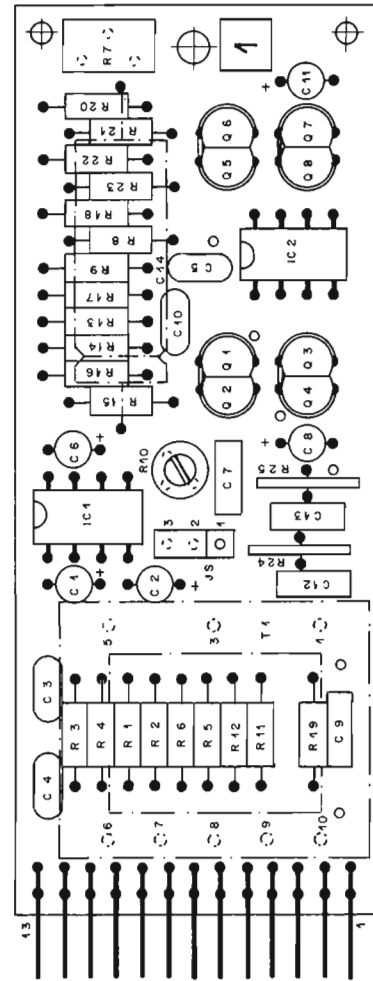 R7
1
C11
R20
R21
R22
R23
R18
R8
R9
R17
R13
R14
R16
R15
C14
C5
C10
Q6
Q5
Q7
Q8
IC2
Q1
Q2
Q3
Q4
C6
+
IC1
R10
C7
C8
+
R25
C13
R24
C12
3
2
1
JS
C1
+
C2
+
C3
C4
5
3
T1
1
R3
R4
R1
R2
R6
R5
R12
R11
R19
C9
6
7
8
9
10
13
1
+